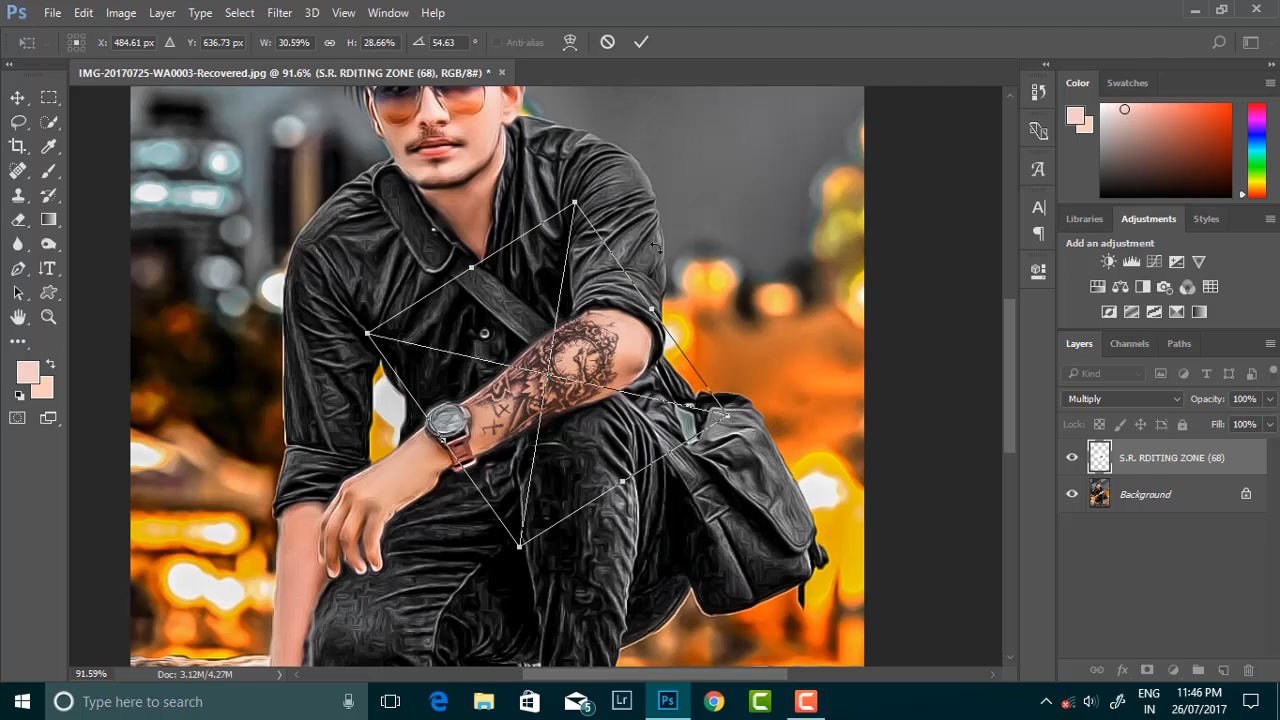 Ps File Edit Image Layer Type Select Filter 3D View Window Help
X: 484.61 px Y: 636.73 px W: 30.59% H: 28.66% 54.63 ° Anti-alias
IMG-20170725-WA0003-Recovered.jpg @ 91.6% (S.R. RDITING ZONE (68), RGB/8#) * ×
Color Swatches
Libraries Adjustments Styles
Add an adjustment
Layers Channels Paths
Kind
Multiply Opacity: 100%
Lock: Fill: 100%
S.R. RDITING ZONE (68)
Background
91.59% Doc: 3.12M/4.27M
Type here to search
5
Lr
Ps
C
C
ENG
IN
11:46 PM
26/07/2017